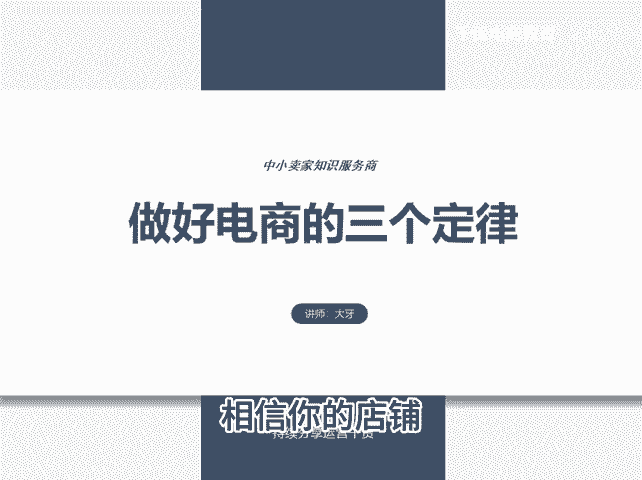 中小卖家知识服务商
做好电商的三个定律
讲师：大牙
相信你的店铺
持续分享运营干货